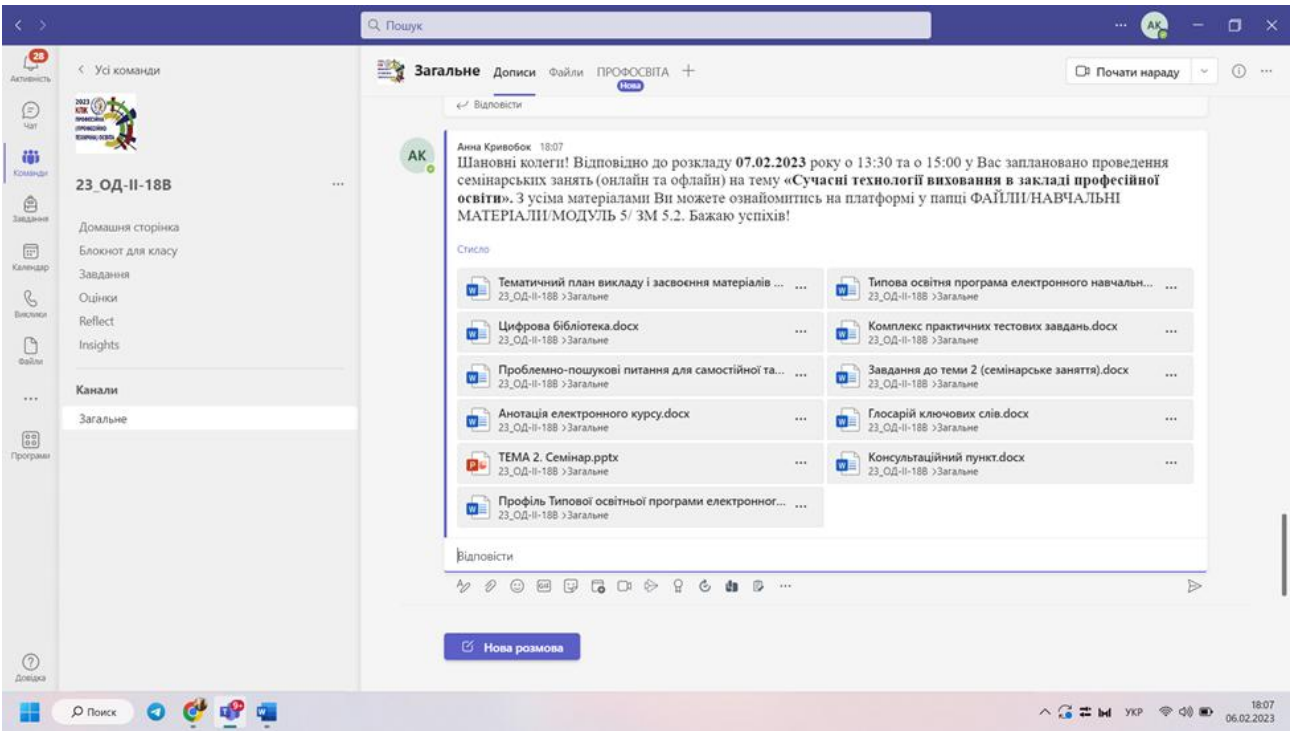 Пошук
АК
28
Активність
Чат
Команди
Завдання
Календар
Виклики
Файли
Програми
Довідка
Усі команди
2023
КПК
23_ОД-ІІ-18В
Домашня сторінка
Блокнот для класу
Завдання
Оцінки
Reflect
Insights
Канали
Загальне
Загальне Дописи Файли ПРОФОСВІТА
Нова
Почати нараду
Відповісти
АК
Анна Кривобок 18:07
Шановні колеги! Відповідно до розкладу 07.02.2023 року о 13:30 та о 15:00 у Вас заплановано проведення
семінарських занять (онлайн та офлайн) на тему «Сучасні технології виховання в закладі професійної
освіти». З усіма матеріалами Ви можете ознайомитись на платформі у папці ФАЙЛИ/НАВЧАЛЬНІ
МАТЕРІАЛИ/МОДУЛЬ 5/ ЗМ 5.2. Бажаю успіхів!
Стисло
Тематичний план викладу і засвоєння матеріалів ...
23_ОД-ІІ-18В >Загальне
Типова освітня програма електронного навчальн...
23_ОД-ІІ-18В >Загальне
Цифрова бібліотека.docx
23_ОД-ІІ-18В >Загальне
Комплекс практичних тестових завдань.docx
23_ОД-ІІ-18В >Загальне
Проблемно-пошукові питання для самостійної та...
23_ОД-ІІ-18В >Загальне
Завдання до теми 2 (семінарське заняття).docx
23_ОД-ІІ-18В >Загальне
Анотація електронного курсу.docx
23_ОД-ІІ-18В >Загальне
Глосарій ключових слів.docx
23_ОД-ІІ-18В >Загальне
ТЕМА 2. Семінар.pptx
23_ОД-ІІ-18В >Загальне
Консультаційний пункт.docx
23_ОД-ІІ-18В >Загальне
Профіль Типової освітньої програми електронног...
23_ОД-ІІ-18В >Загальне
Відповісти
GIF
Нова розмова
Поиск
9+
УКР
18:07
06.02.2023